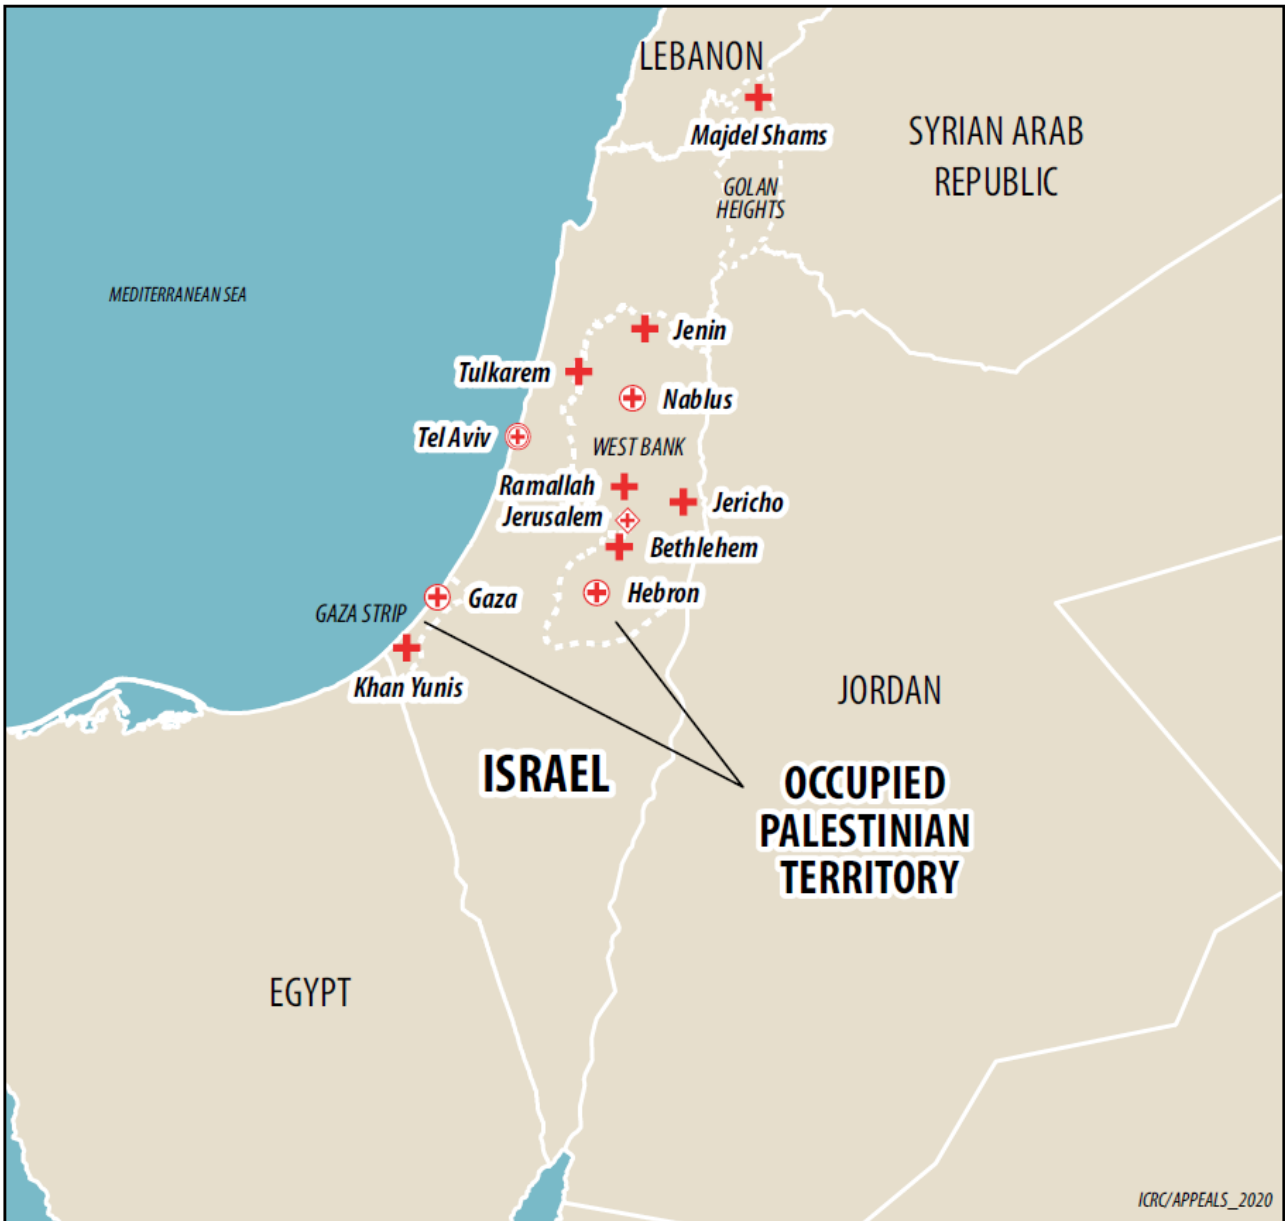 LEBANON
Majdel Shams
SYRIAN ARAB
REPUBLIC
GOLAN
HEIGHTS
MEDITERRANEAN SEA
Jenin
Tulkarem
Nablus
Tel Aviv
WEST BANK
Ramallah
Jericho
Jerusalem
Bethlehem
Hebron
Gaza
GAZA STRIP
Khan Yunis
JORDAN
ISRAEL
OCCUPIED
PALESTINIAN
TERRITORY
EGYPT
ICRC/APPEALS_2020